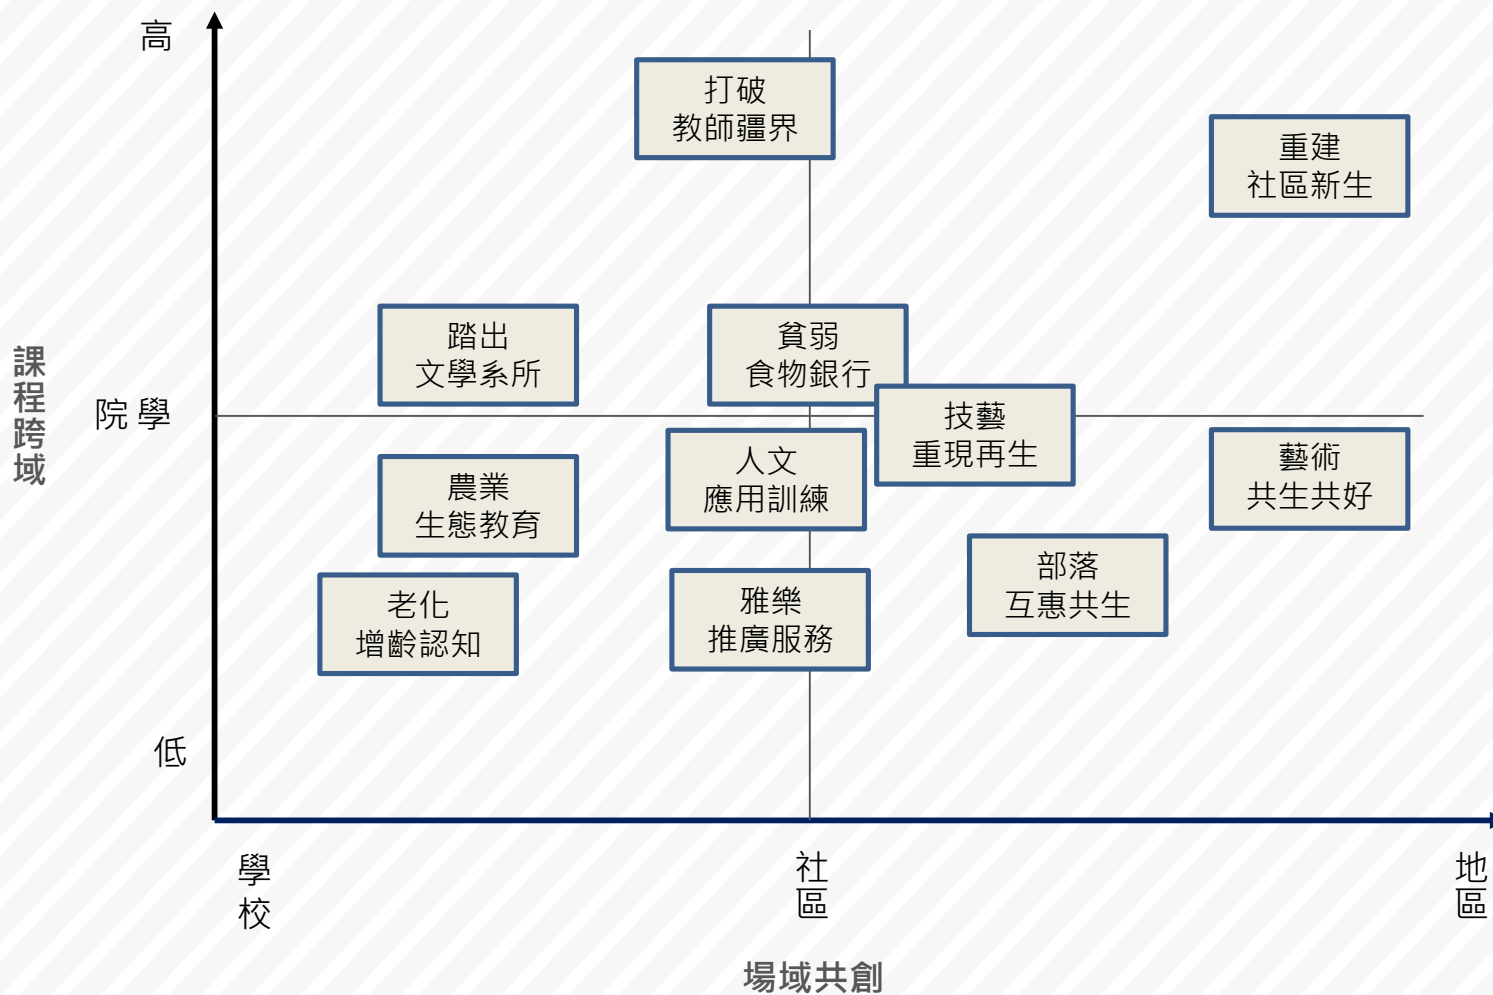 高
打破
教師疆界
重建
社區新生
踏出
文學系所
貧弱
食物銀行
課程跨域
院學
技藝
重現再生
人文
應用訓練
藝術
共生共好
農業
生態教育
部落
互惠共生
老化
增齡認知
雅樂
推廣服務
低
學校
社區
地區
場域共創